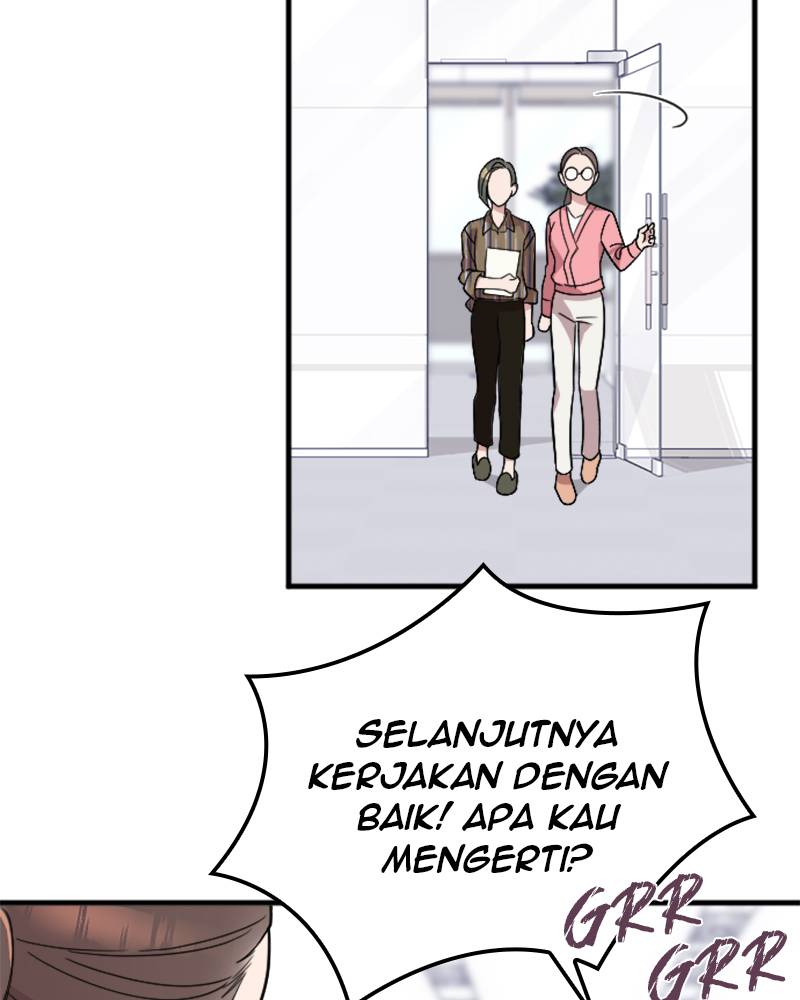 SELANJUTNYA
KERJAKAN DENGAN
BAIK! APA KAU
MENGERTI?
GRR
GRR